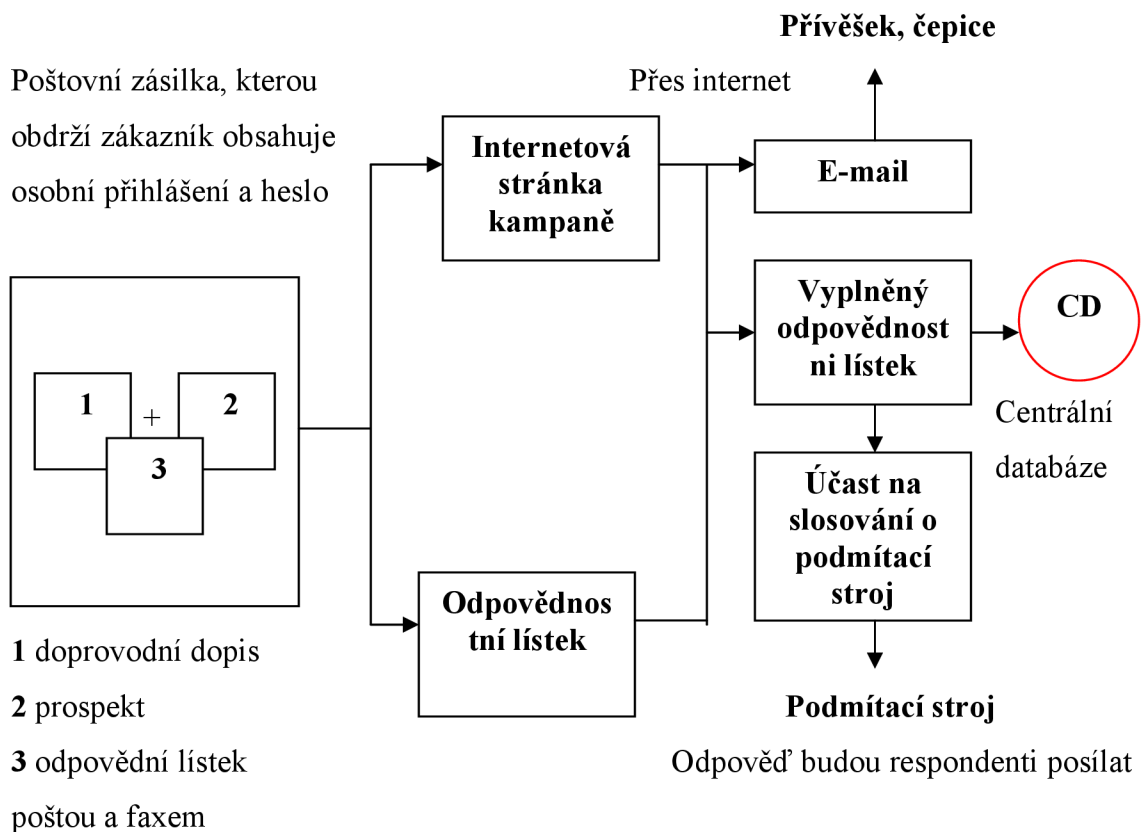 Přívěšek, čepice
Poštovní zásilka, kterou
obdrží zákazník obsahuje
osobní přihlášení a heslo
Přes internet
Internetová
stránka
kampaně
E-mail
Vyplněný
odpovědnost
ni lístek
CD
Centrální
databáze
1
+
2
3
Účast na
slosování o
podmítací
stroj
Odpovědnos
tní lístek
1 doprovodní dopis
2 prospekt
3 odpovědní lístek
poštou a faxem
Podmítací stroj
Odpověď budou respondenti posílat